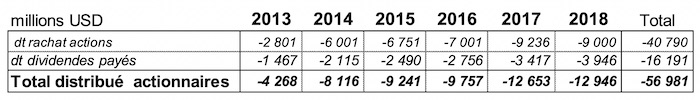 millions USD 2013 2014 2015 2016 2017 2018 Total
dt rachat actions -2 801 -6 001 -6 751 -7 001 -9 236 -9 000 -40 790
dt dividendes payés -1 467 -2 115 -2 490 -2 756 -3 417 -3 946 -16 191
Total distribué actionnaires -4 268 -8 116 -9 241 -9 757 -12 653 -12 946 -56 981